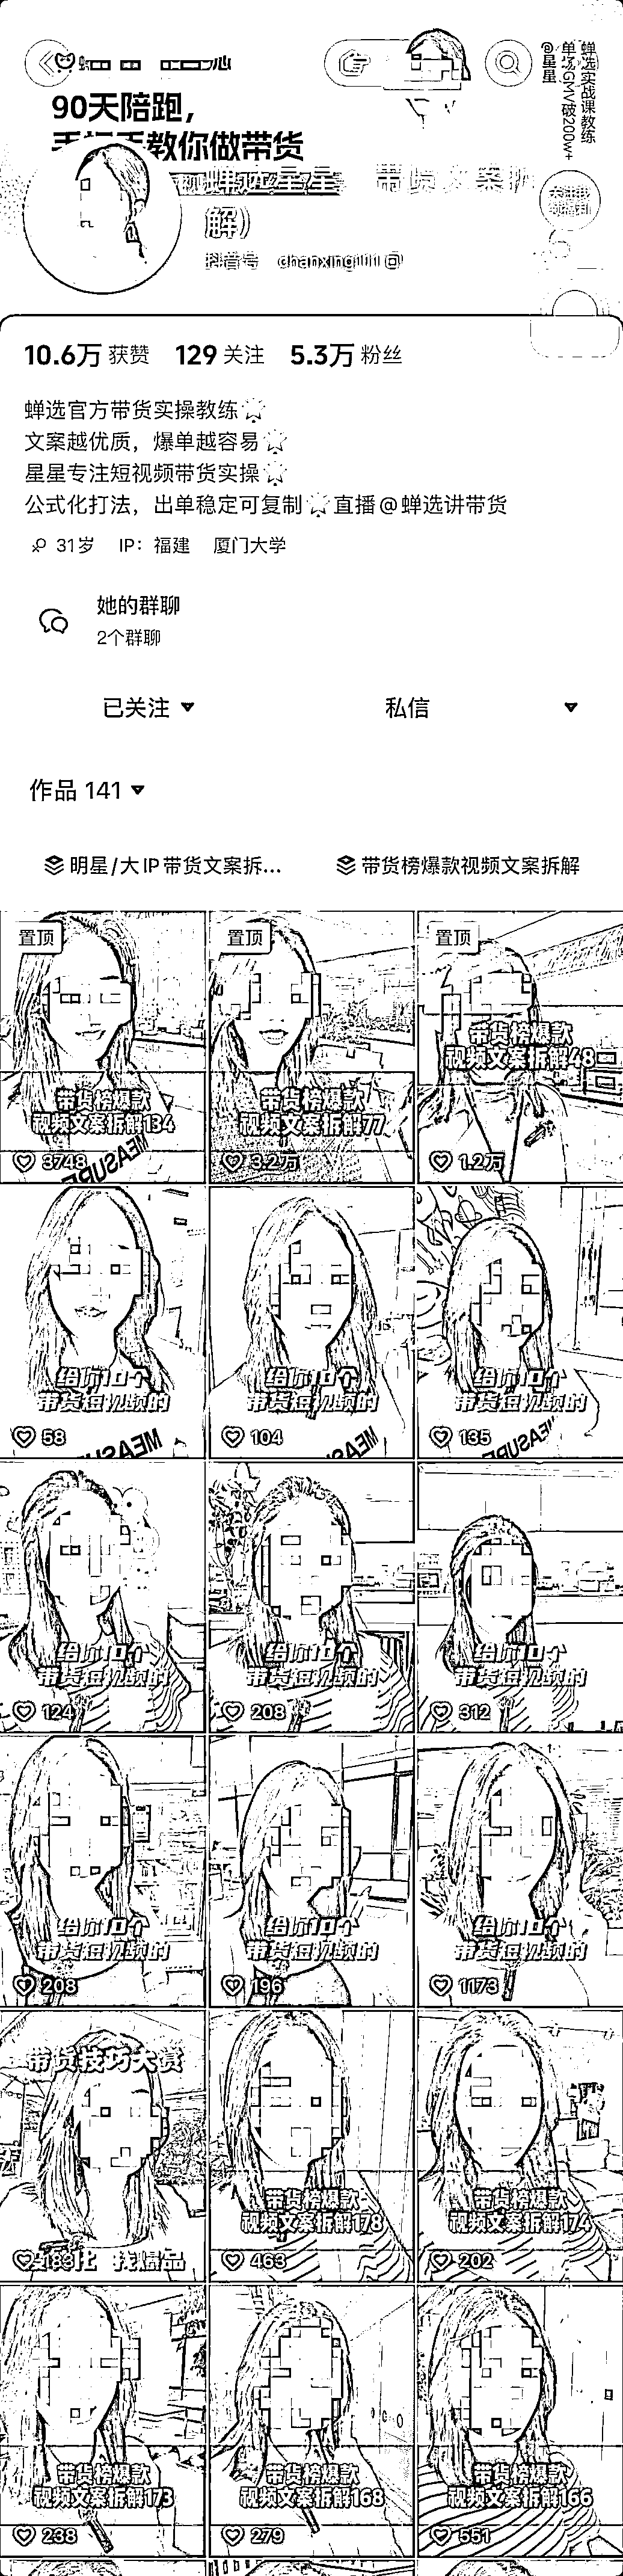 90天陪跑，
手把手教你做带货
蝉选实战课教练
单场GMV破200w+
@星星
蝉选星星
带货文案拆
解）
抖音号
10.6万 获赞 129 关注 5.3万 粉丝
蝉选官方带货实操教练
文案越优质，爆单越容易
星星专注短视频带货实操
公式化打法，出单稳定可复制 直播@蝉选讲带货
31岁 IP：福建 厦门大学
她的群聊
2个群聊
已关注 私信
作品 141
明星/大IP带货文案拆... 带货榜爆款视频文案拆解
置顶 置顶 置顶
带货榜爆款
视频文案拆解134
3748
带货榜爆款
视频文案拆解77
3.2万
带货榜爆款
视频文案拆解48
1.2万
给你10个
带货短视频的
58
给你10个
带货短视频的
104
给你10个
带货短视频的
135
给你10个
带货短视频的
124
给你10个
带货短视频的
208
给你10个
带货短视频的
312
给你10个
带货短视频的
208
给你10个
带货短视频的
196
给你10个
带货短视频的
1173
带货技巧大赏
找爆品
带货榜爆款
视频文案拆解178
463
带货榜爆款
视频文案拆解174
202
带货榜爆款
视频文案拆解173
238
带货榜爆款
视频文案拆解168
279
带货榜爆款
视频文案拆解166
551